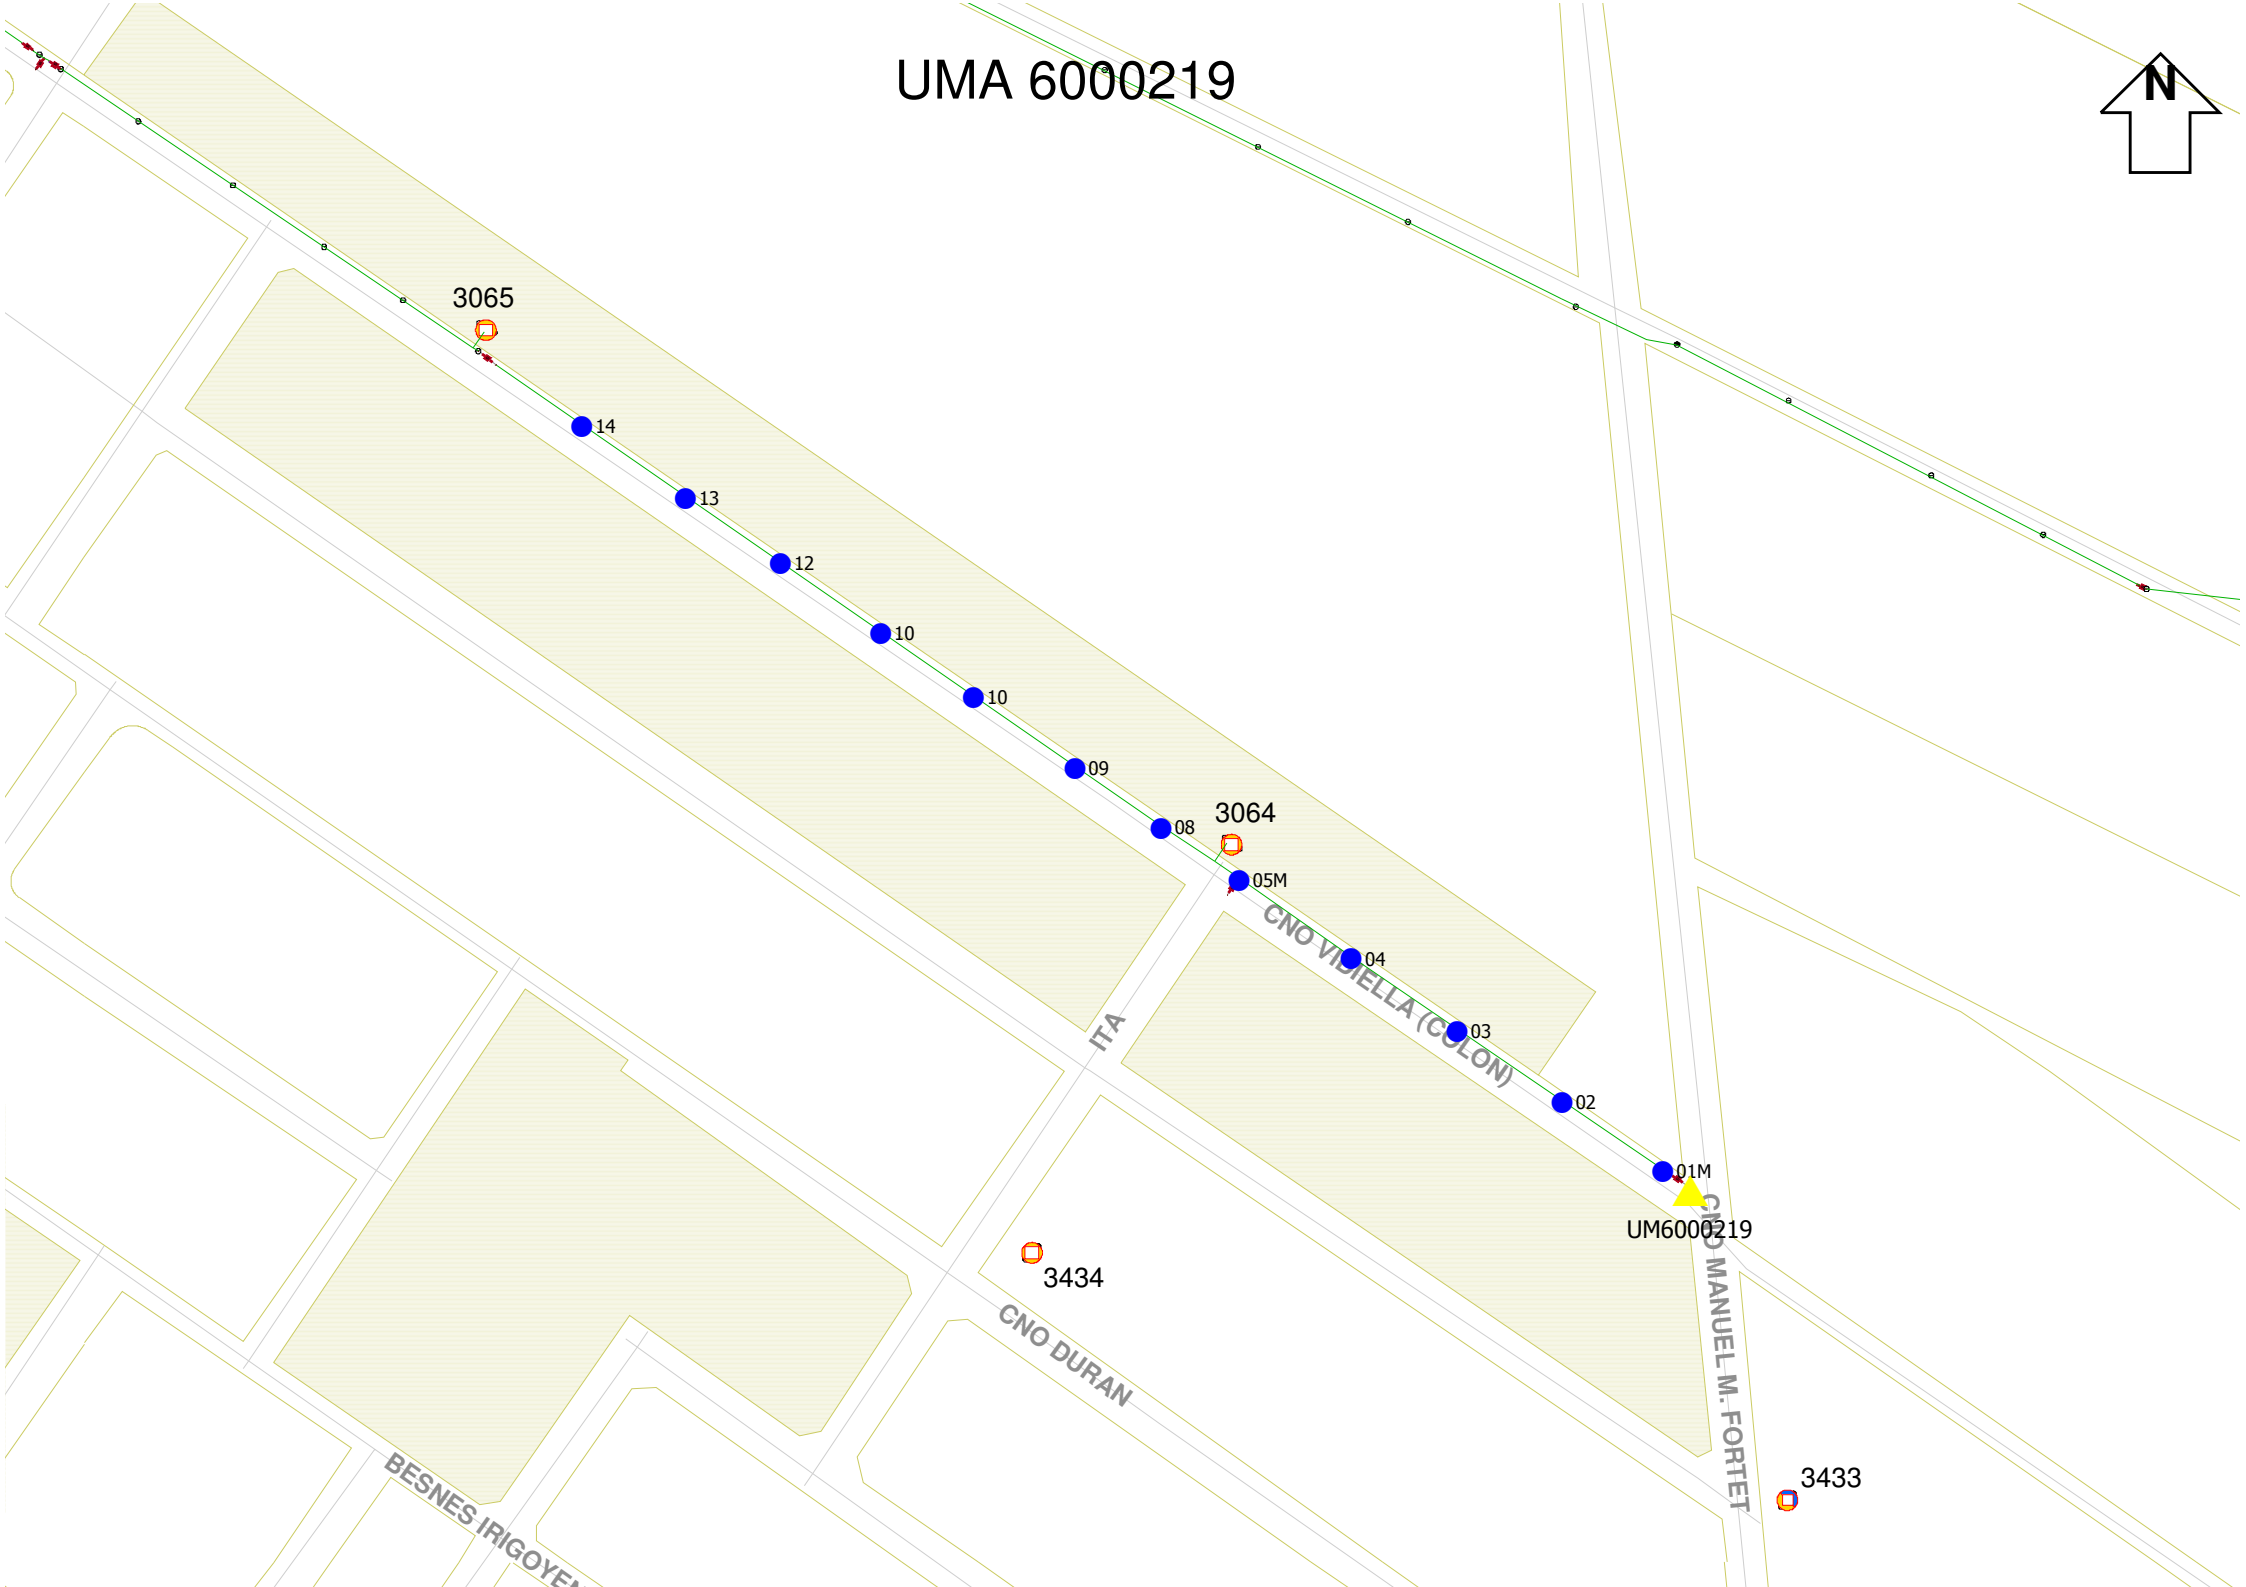 UMA 6000219
N
3065
14
13
12
10
10
09
3064
08
05M
CNO VIDIELLA (COLON)
04
ITA
03
02
01M
UM6000219
CNO MANUEL M. FORTET
3434
CNO DURAN
BESNES IRIGOYEN
3433